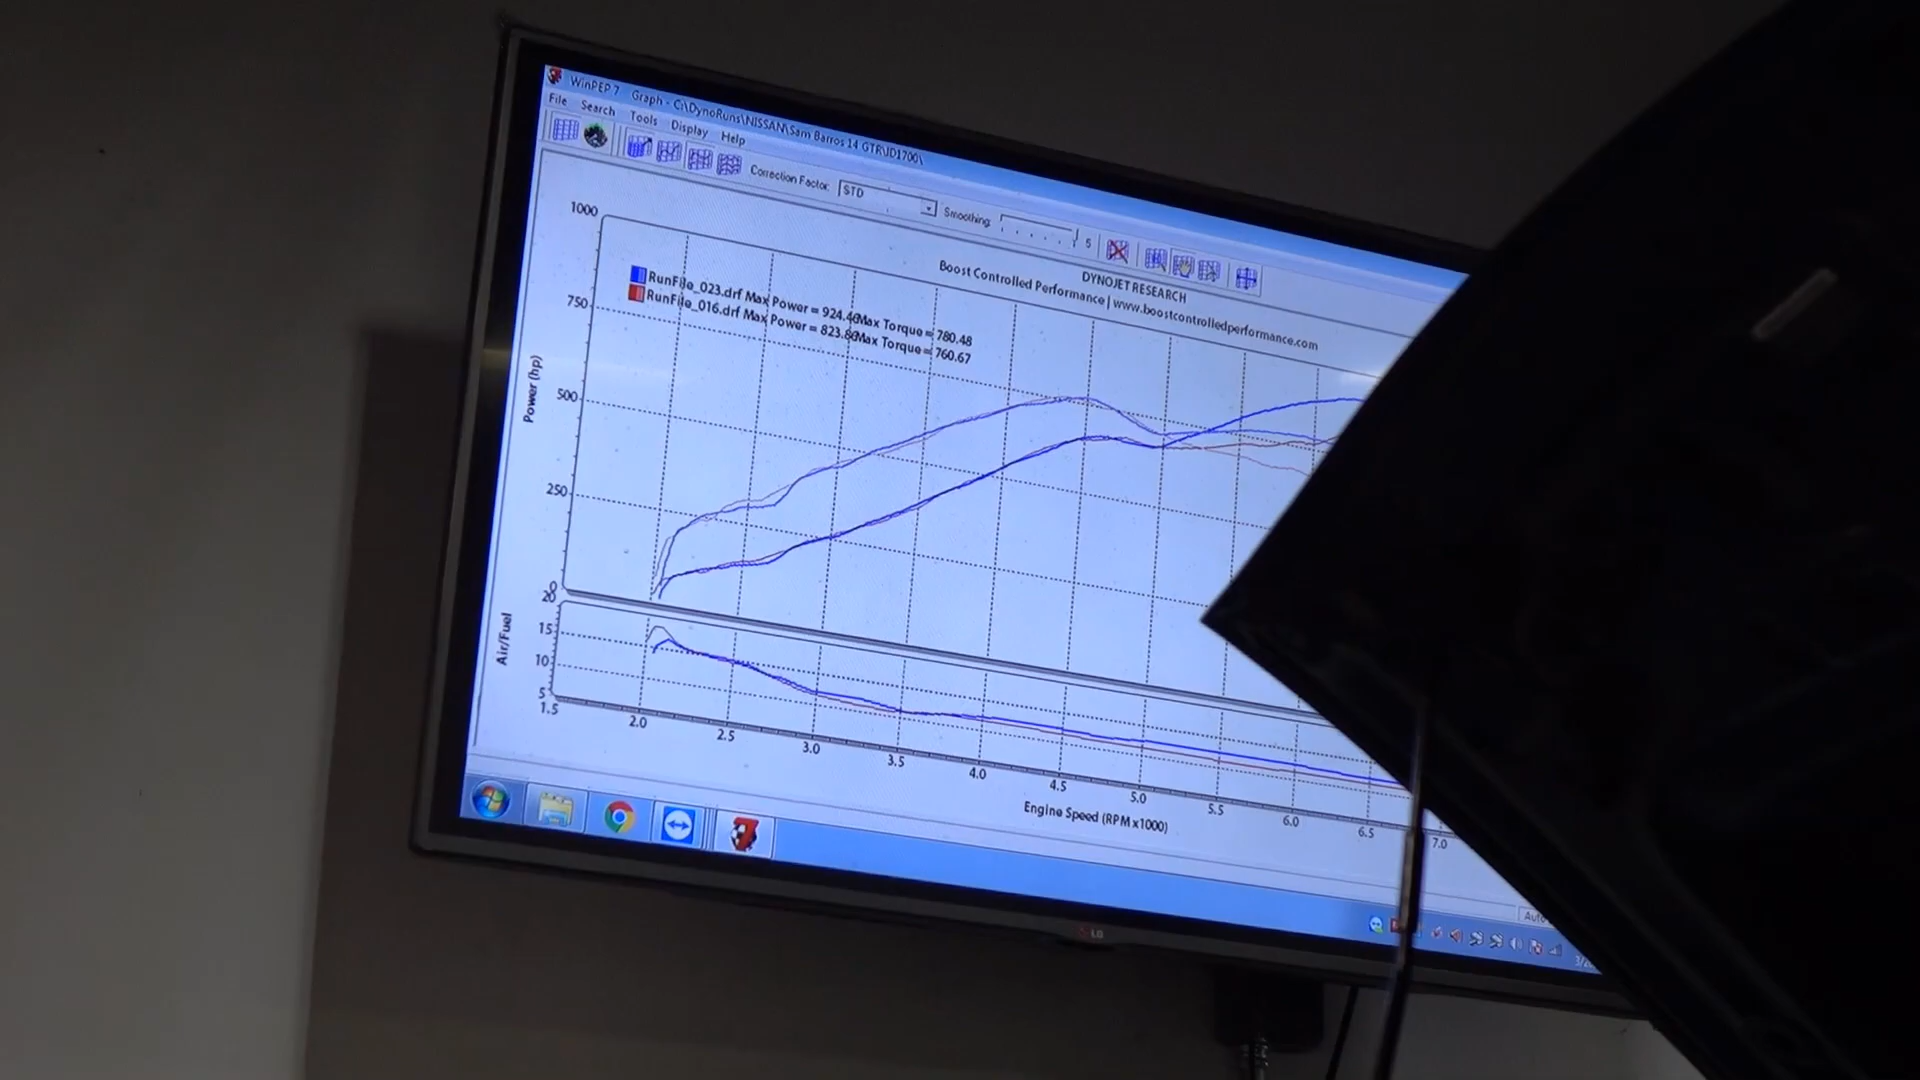 WinPEP 7 Graph - C:\DynoRuns\NISSAN\Sam Barros 14 GTR\JD1700\
File Search Tools Display Help
Correction Factor: STD Smoothing: 5
DYNOJET RESEARCH
Boost Controlled Performance | www.boostcontrolledperformance.com
RunFile_023.drf Max Power = 924.46 Max Torque = 780.48
RunFile_016.drf Max Power = 823.86 Max Torque = 760.67
1000
750
500
250
0
Power (hp)
20
15
10
5
Air/Fuel
1.5 2.0 2.5 3.0 3.5 4.0 4.5 5.0 5.5 6.0 6.5 7.0
Engine Speed (RPM x1000)
LG